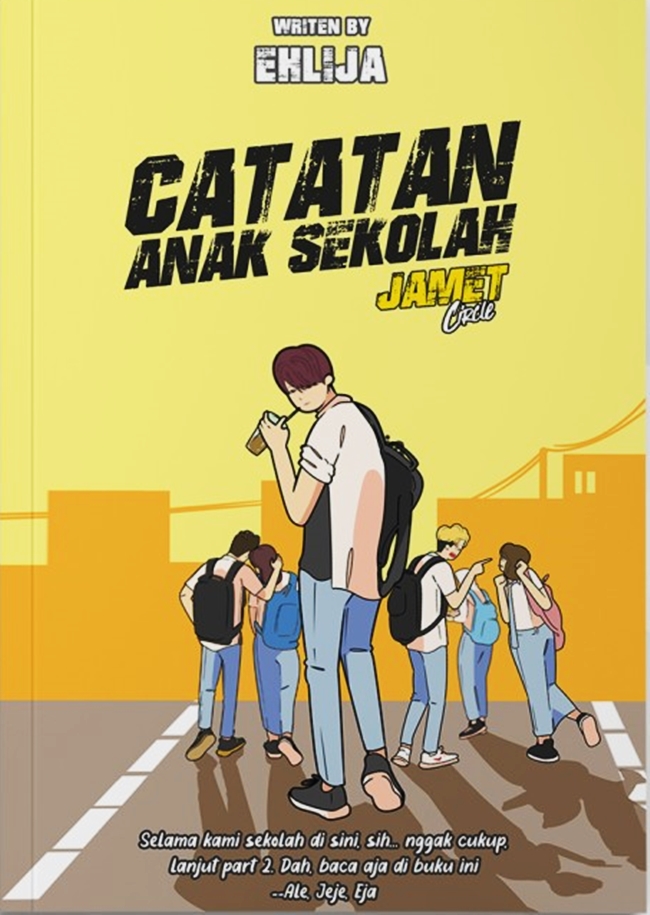 WRITEN BY
EHLIJA
CATATAN
ANAK SEKOLAH
JAMET
Circle
Selama kami sekolah di sini, sih... nggak cukup.
Lanjut part 2. Dah, baca aja di buku ini
--Ale, Jeje, Eja